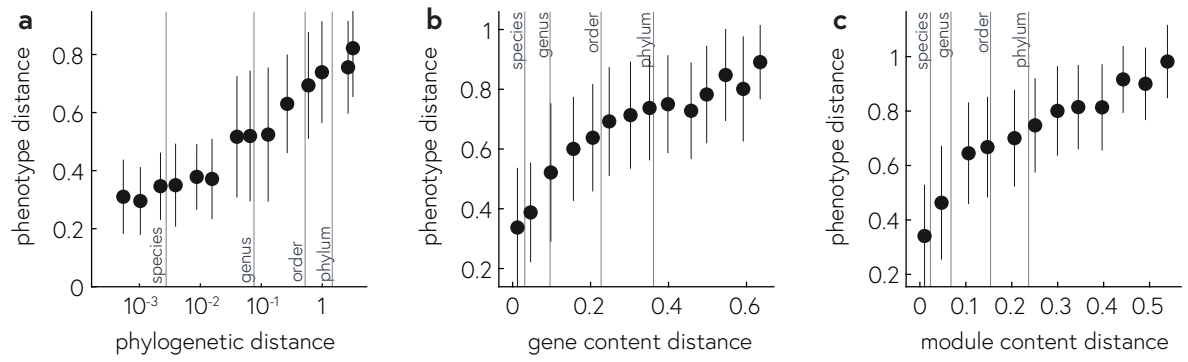 a
phenotype distance
0.8
0.6
0.4
0.2
0
species
genus
order
phylum
10-3
10-2
10-1
1
phylogenetic distance
b
phenotype distance
1
0.8
0.6
0.4
0.2
species
genus
order
phylum
0
0.2
0.4
0.6
gene content distance
c
phenotype distance
1
0.8
0.6
0.4
0.2
species
genus
order
phylum
0
0.1
0.2
0.3
0.4
0.5
module content distance